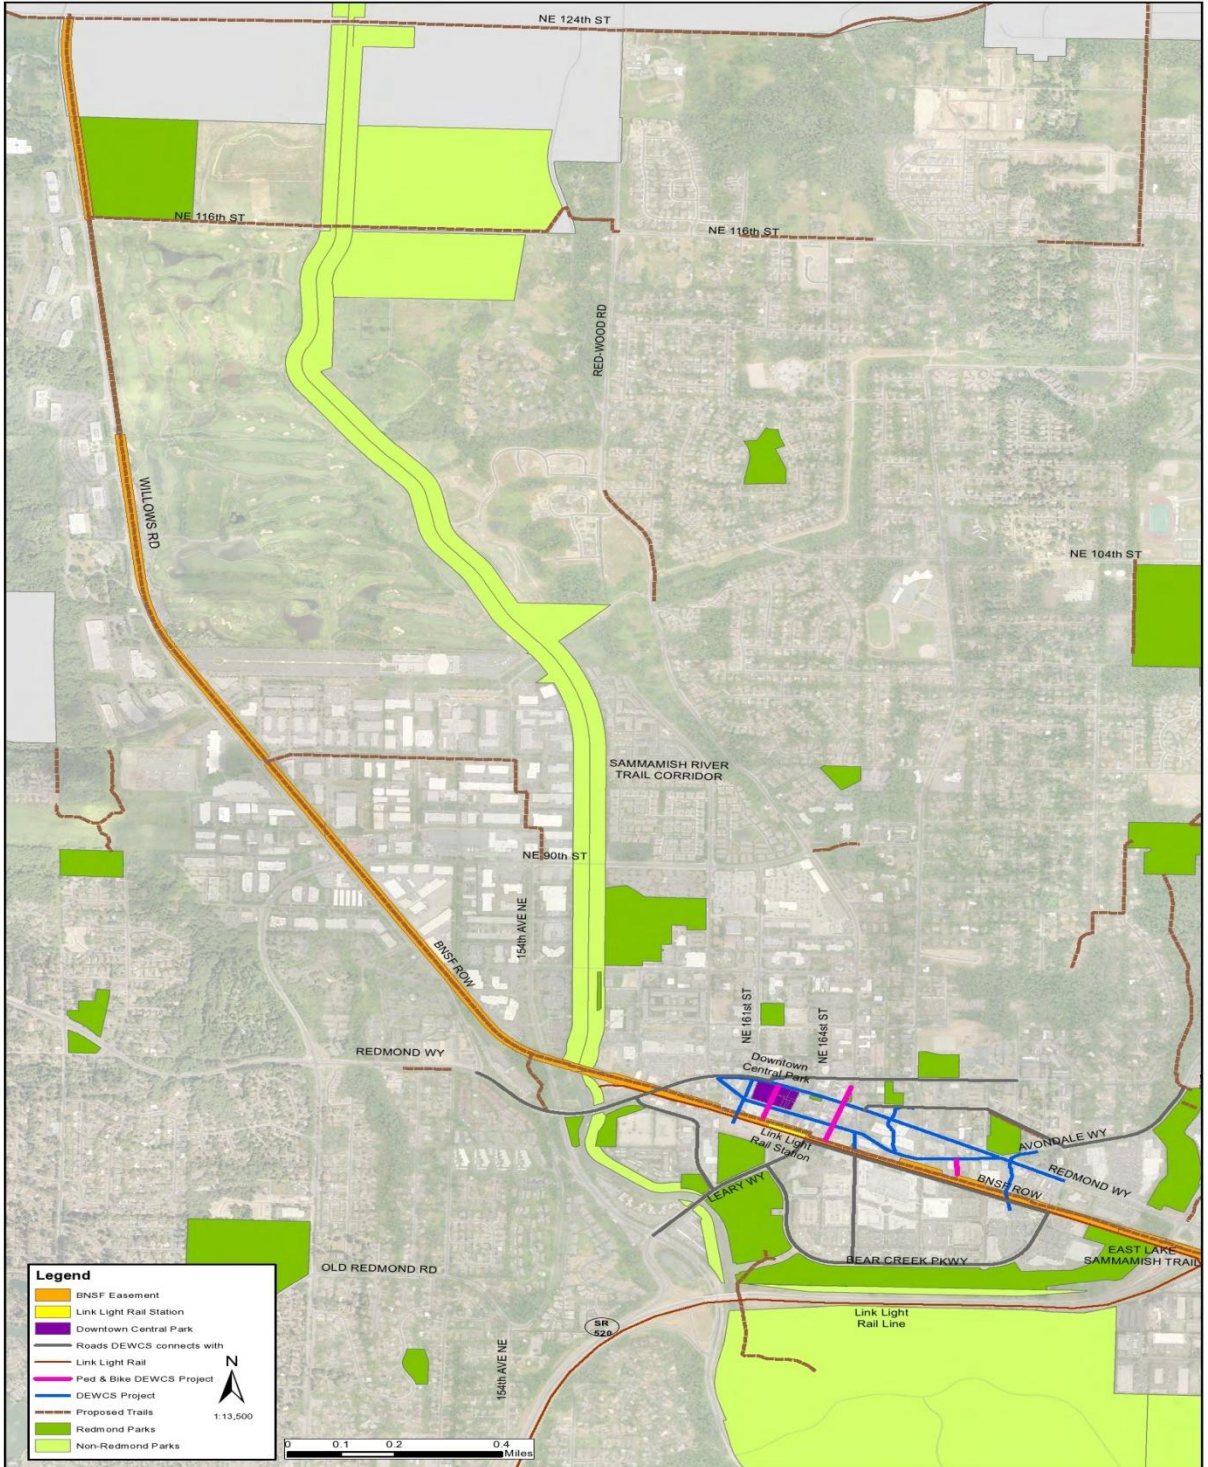 NE 124th ST
NE 116th ST
NE 116th ST
RED-WOOD RD
WILLOWS RD
NE 104th ST
SAMMAMISH RIVER
TRAIL CORRIDOR
NE 90th ST
154th AVE NE
BNSF ROW
NE 161st ST
NE 164st ST
REDMOND WY
Downtown
Central Park
Link Light
Rail Station
AVONDALE WY
REDMOND WY
BNSF ROW
LEARY WY
BEAR CREEK PKWY
EAST LAKE
SAMMAMISH TRAIL
OLD REDMOND RD
Link Light
Rail Line
SR
520
154th AVE NE
Legend
BNSF Easement
Link Light Rail Station
Downtown Central Park
Roads DEWCS connects with
Link Light Rail
Ped & Bike DEWCS Project
DEWCS Project
Proposed Trails
Redmond Parks
Non-Redmond Parks
N
1:13,500
0 0.1 0.2 0.4
Miles